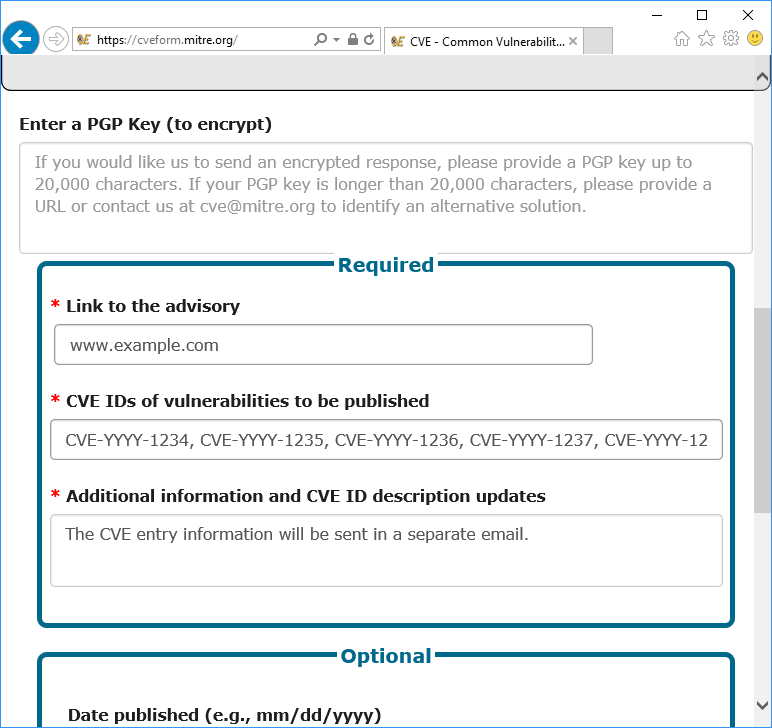 https://cveform.mitre.org/
CVE - Common Vulnerabilit...
Enter a PGP Key (to encrypt)
If you would like us to send an encrypted response, please provide a PGP key up to
20,000 characters. If your PGP key is longer than 20,000 characters, please provide a
URL or contact us at cve@mitre.org to identify an alternative solution.
Required
* Link to the advisory
www.example.com
* CVE IDs of vulnerabilities to be published
CVE-YYYY-1234, CVE-YYYY-1235, CVE-YYYY-1236, CVE-YYYY-1237, CVE-YYYY-12
* Additional information and CVE ID description updates
The CVE entry information will be sent in a separate email.
Optional
Date published (e.g., mm/dd/yyyy)